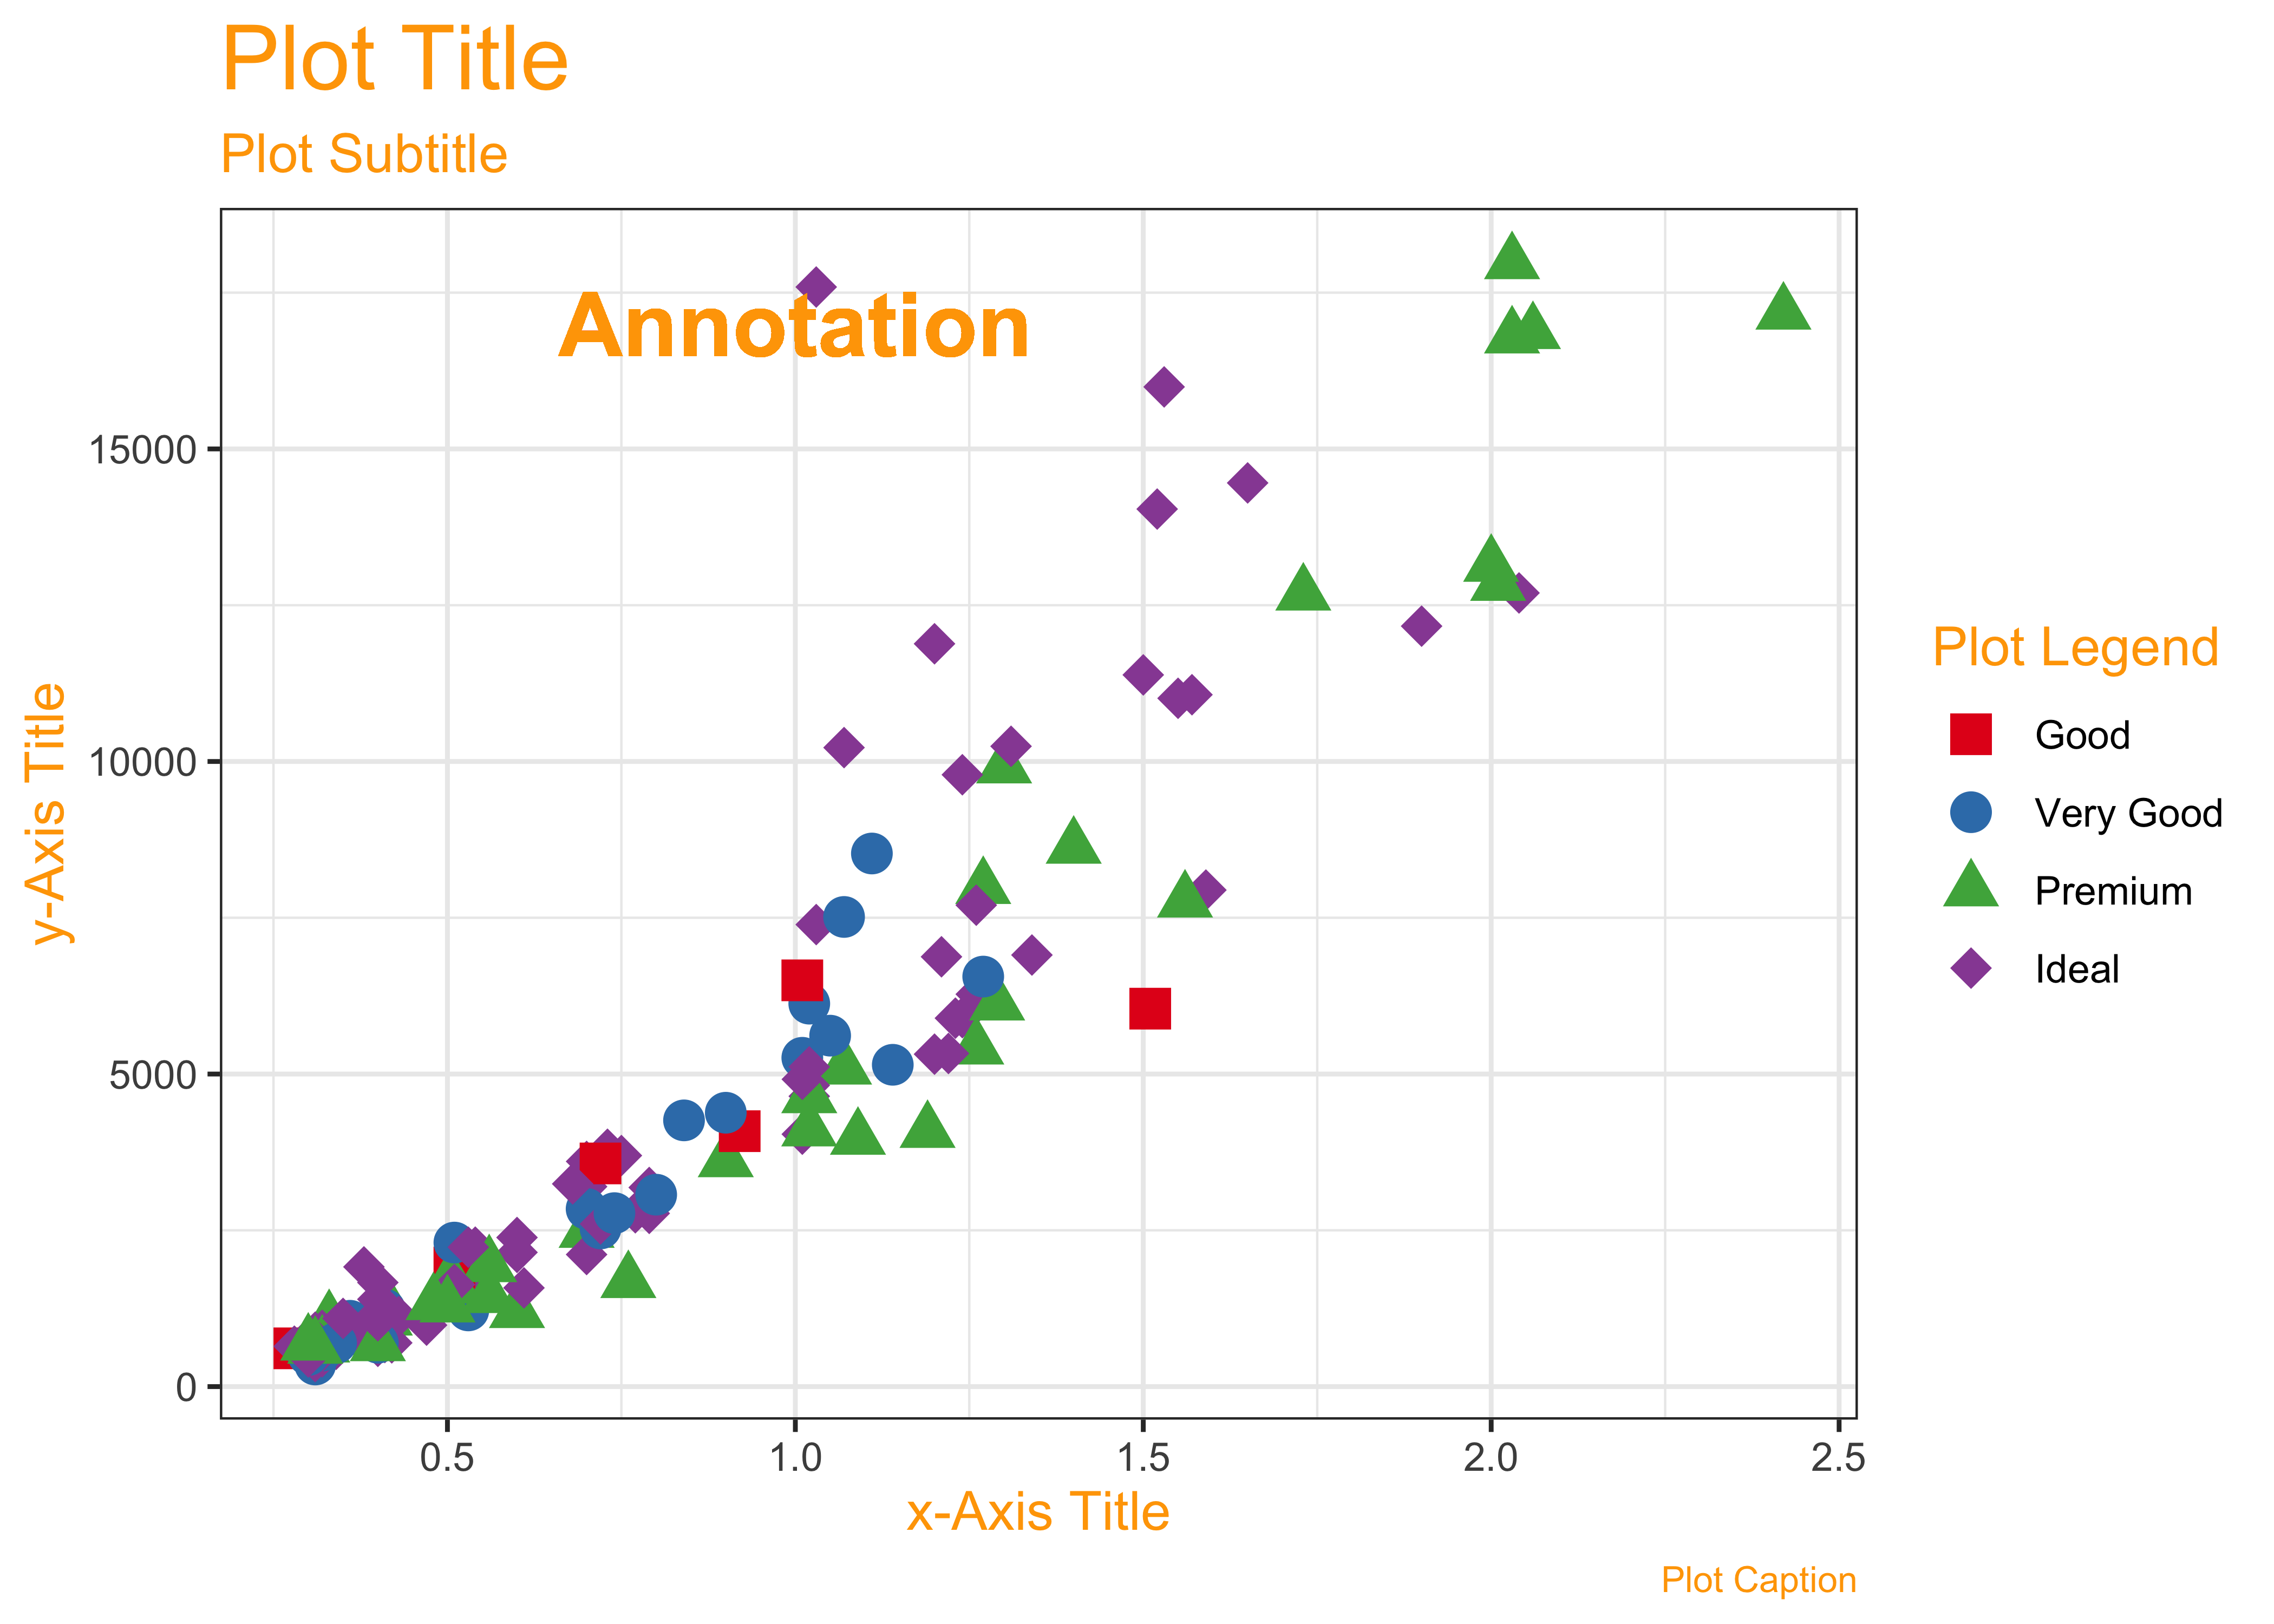 Plot Title
Plot Subtitle
Annotation
15000
10000
5000
0
y-Axis Title
0.5 1.0 1.5 2.0 2.5
x-Axis Title
Plot Legend
Good
Very Good
Premium
Ideal
Plot Caption